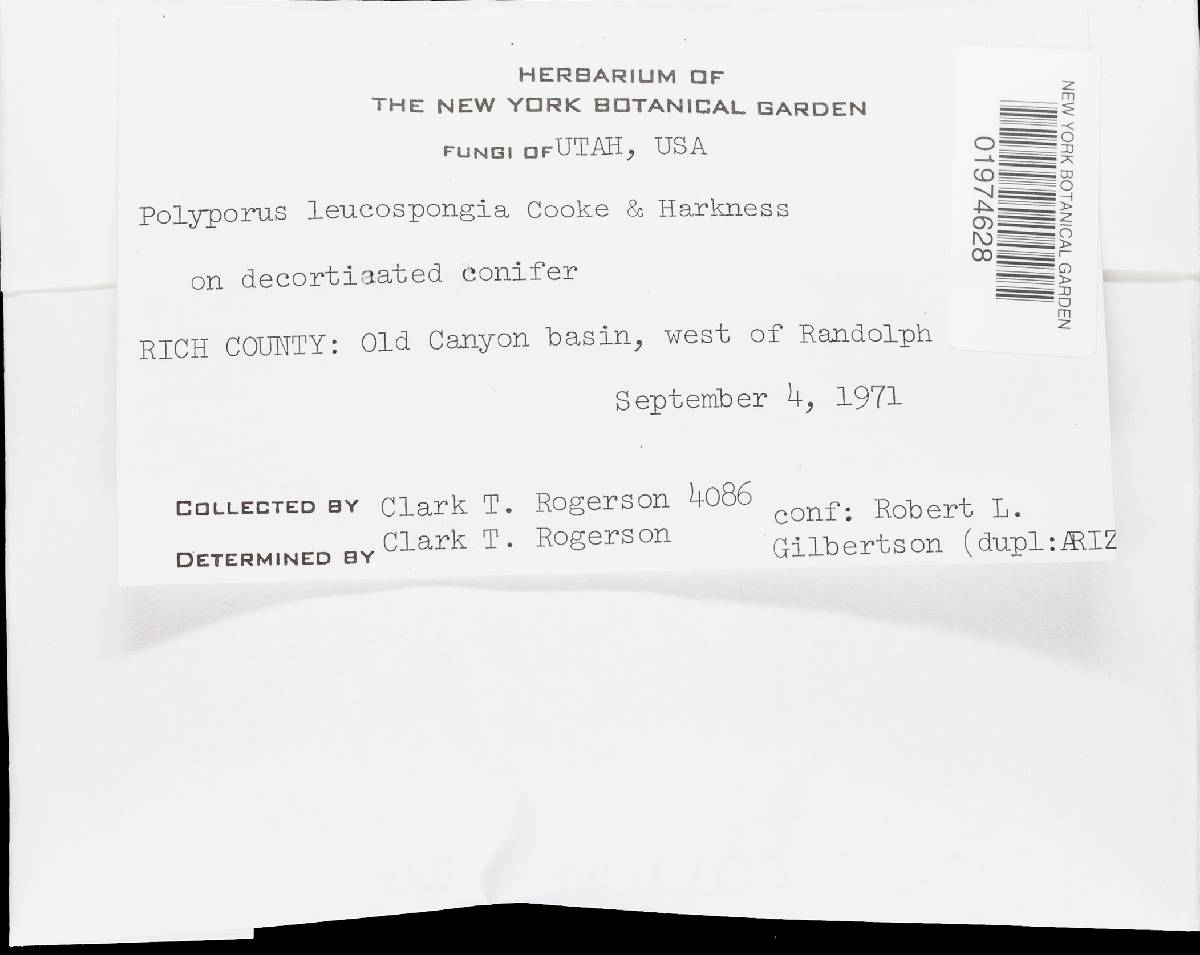 HERBARIUM OF
THE NEW YORK BOTANICAL GARDEN
FUNGI OF UTAH, USA
Polyporus leucospongia Cooke & Harkness
on decortiaated conifer
RICH COUNTY: Old Canyon basin, west of Randolph
September 4, 1971
COLLECTED BY Clark T. Rogerson 4086
DETERMINED BY Clark T. Rogerson
conf: Robert L.
Gilbertson (dupl:ARIZ
NEW YORK BOTANICAL GARDEN
01974628